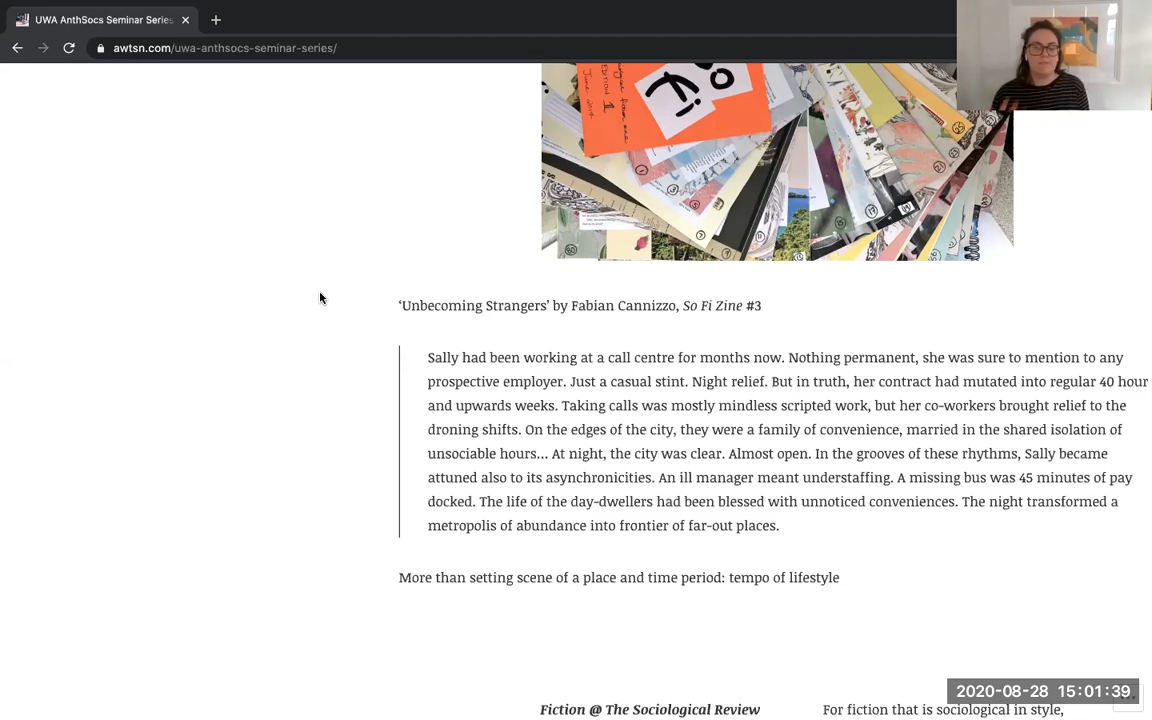 UWA AnthSocs Seminar Series
awtsn.com/uwa-anthsocs-seminar-series/
‘Unbecoming Strangers’ by Fabian Cannizzo, So Fi Zine #3
Sally had been working at a call centre for months now. Nothing permanent, she was sure to mention to any
prospective employer. Just a casual stint. Night relief. But in truth, her contract had mutated into regular 40 hour
and upwards weeks. Taking calls was mostly mindless scripted work, but her co-workers brought relief to the
droning shifts. On the edges of the city, they were a family of convenience, married in the shared isolation of
unsociable hours… At night, the city was clear. Almost open. In the grooves of these rhythms, Sally became
attuned also to its asynchronicities. An ill manager meant understaffing. A missing bus was 45 minutes of pay
docked. The life of the day-dwellers had been blessed with unnoticed conveniences. The night transformed a
metropolis of abundance into frontier of far-out places.
More than setting scene of a place and time period: tempo of lifestyle
2020-08-28 15:01:39
Fiction @ The Sociological Review
For fiction that is sociological in style,